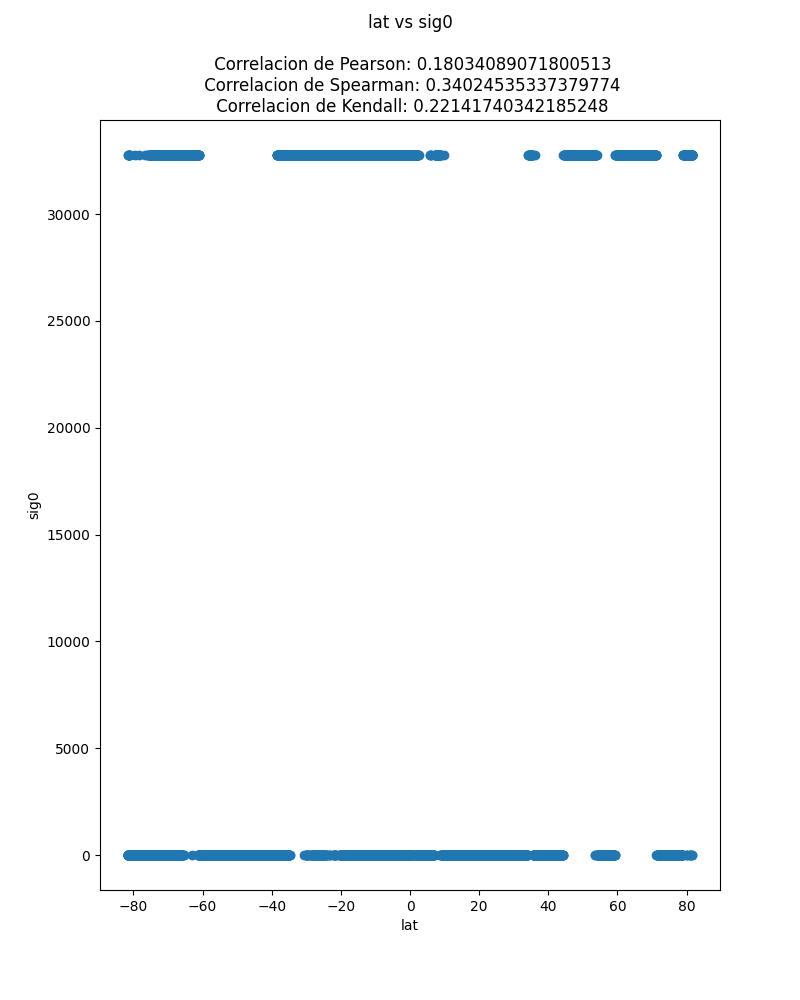 lat vs sig0
Correlacion de Pearson: 0.18034089071800513
Correlacion de Spearman: 0.34024535337379774
Correlacion de Kendall: 0.22141740342185248
30000
25000
20000
15000
10000
5000
0
sig0
−80 −60 −40 −20 0 20 40 60 80
lat